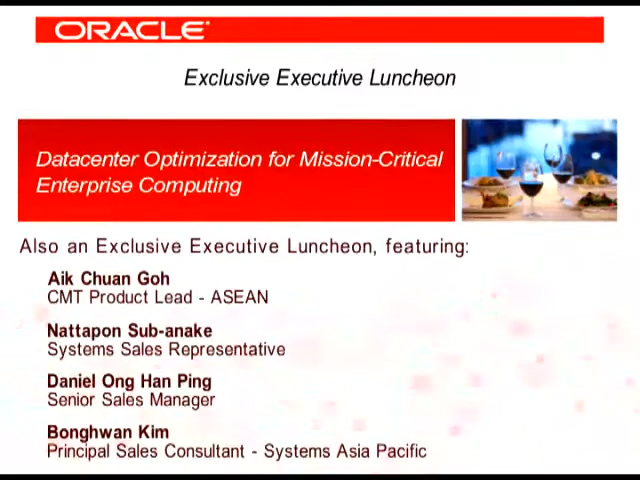 ORACLE®
Exclusive Executive Luncheon
Datacenter Optimization for Mission-Critical
Enterprise Computing
Also an Exclusive Executive Luncheon, featuring:
Aik Chuan Goh
CMT Product Lead - ASEAN
Nattapon Sub-anake
Systems Sales Representative
Daniel Ong Han Ping
Senior Sales Manager
Bonghwan Kim
Principal Sales Consultant - Systems Asia Pacific